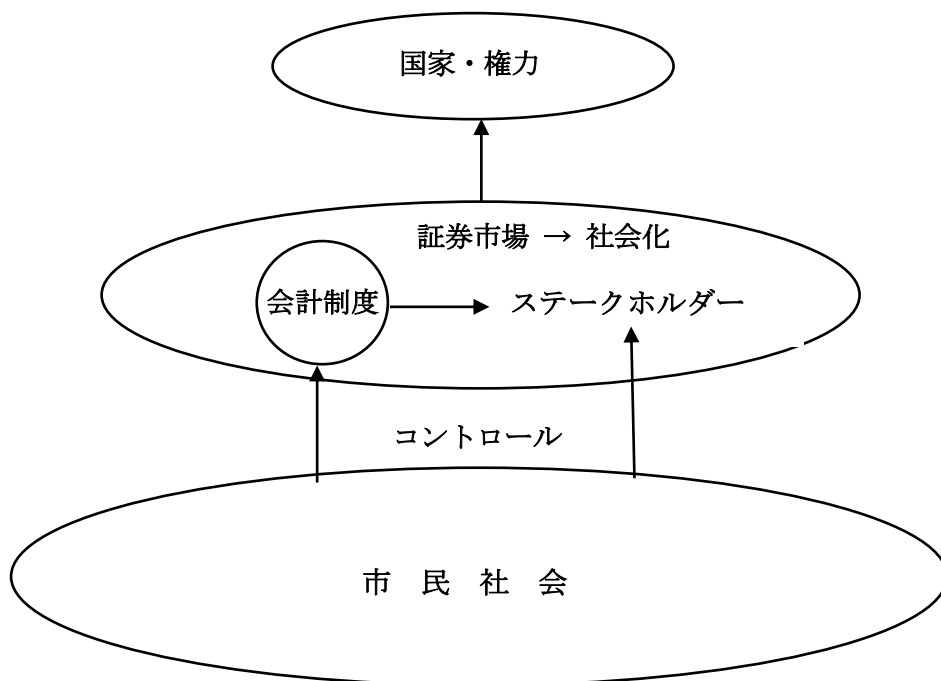 国家・権力
証券市場 → 社会化
会計制度
ステークホルダー
コントロール
市 民 社 会